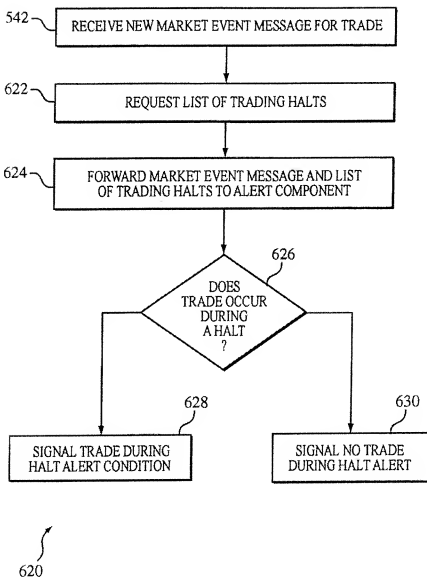 542
RECEIVE NEW MARKET EVENT MESSAGE FOR TRADE
622
REQUEST LIST OF TRADING HALTS
624
FORWARD MARKET EVENT MESSAGE AND LIST
OF TRADING HALTS TO ALERT COMPONENT
626
DOES
TRADE OCCUR
DURING
A HALT
?
628
SIGNAL TRADE DURING
HALT ALERT CONDITION
630
SIGNAL NO TRADE
DURING HALT ALERT
620